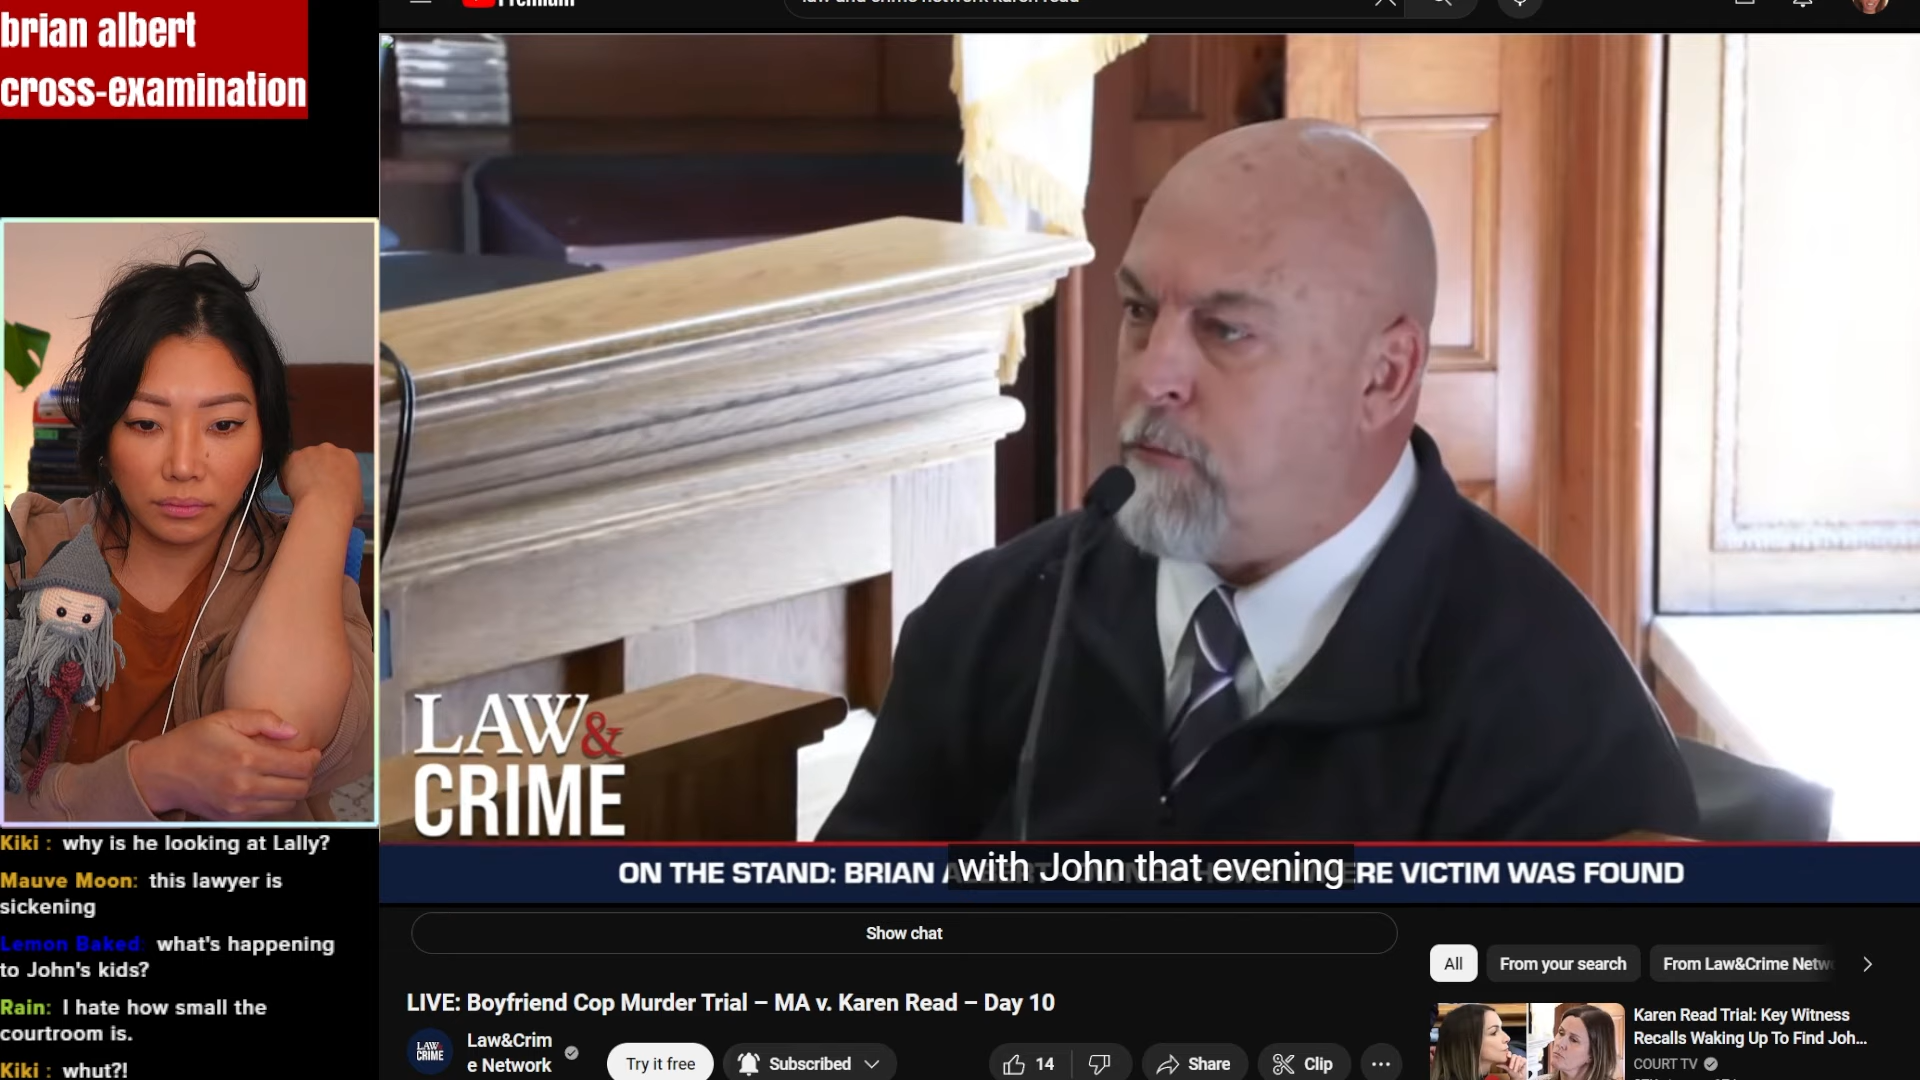 brian albert
cross-examination
LAW&
CRIME
with John that evening
ON THE STAND: BRIAN
RE VICTIM WAS FOUND
Kiki : why is he looking at Lally?
Mauve Moon: this lawyer is
sickening
Lemon Baked: what's happening
to John's kids?
Rain: I hate how small the
courtroom is.
Kiki : whut?!
Show chat
LIVE: Boyfriend Cop Murder Trial – MA v. Karen Read – Day 10
LAW&
CRIME
Law&Crim
e Network
Try it free
Subscribed
14
Share
Clip
All
From your search
From Law&Crime Netw
Karen Read Trial: Key Witness
Recalls Waking Up To Find Joh...
COURT TV